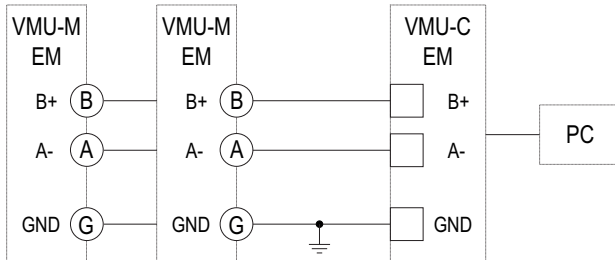 VMU-M
EM
VMU-M
EM
VMU-C
EM
B+ B
B+ B
B+
A- A
A- A
A-
PC
GND G
GND G
GND